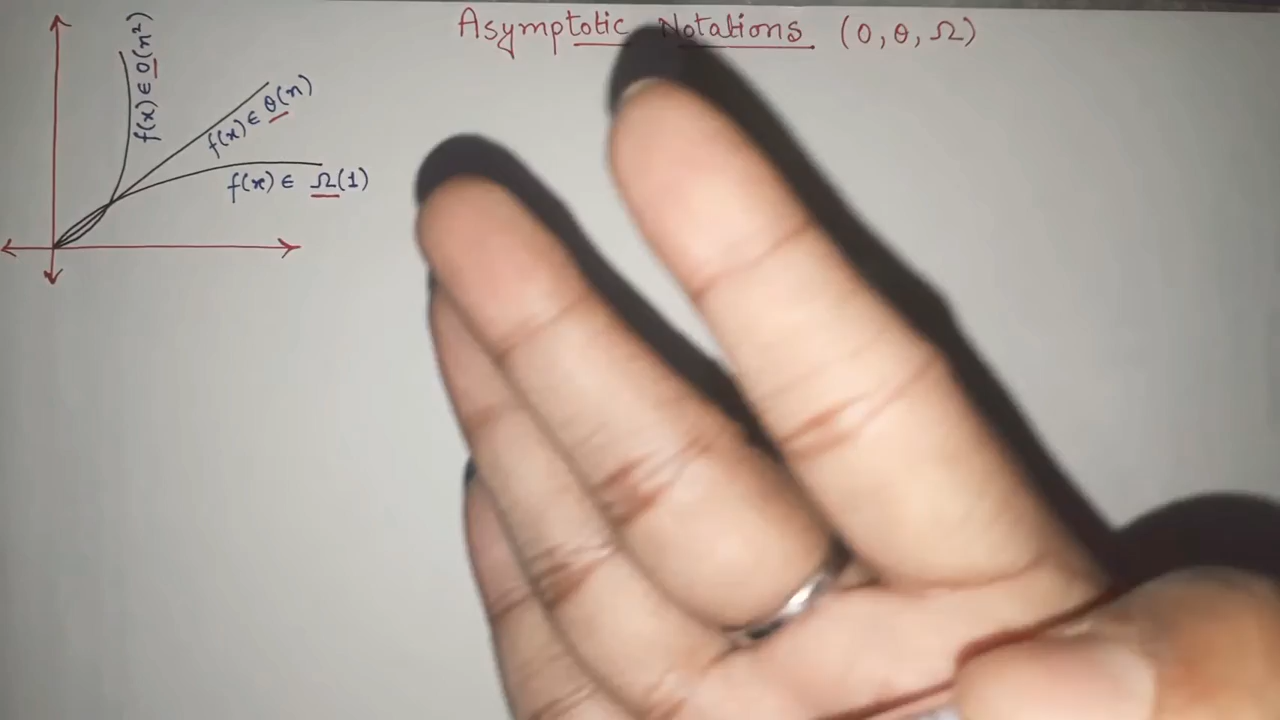 Asymptotic Notations (O, θ, Ω)
f(x) ∈ O(n²)
f(x) ∈ θ(n)
f(x) ∈ Ω(1)